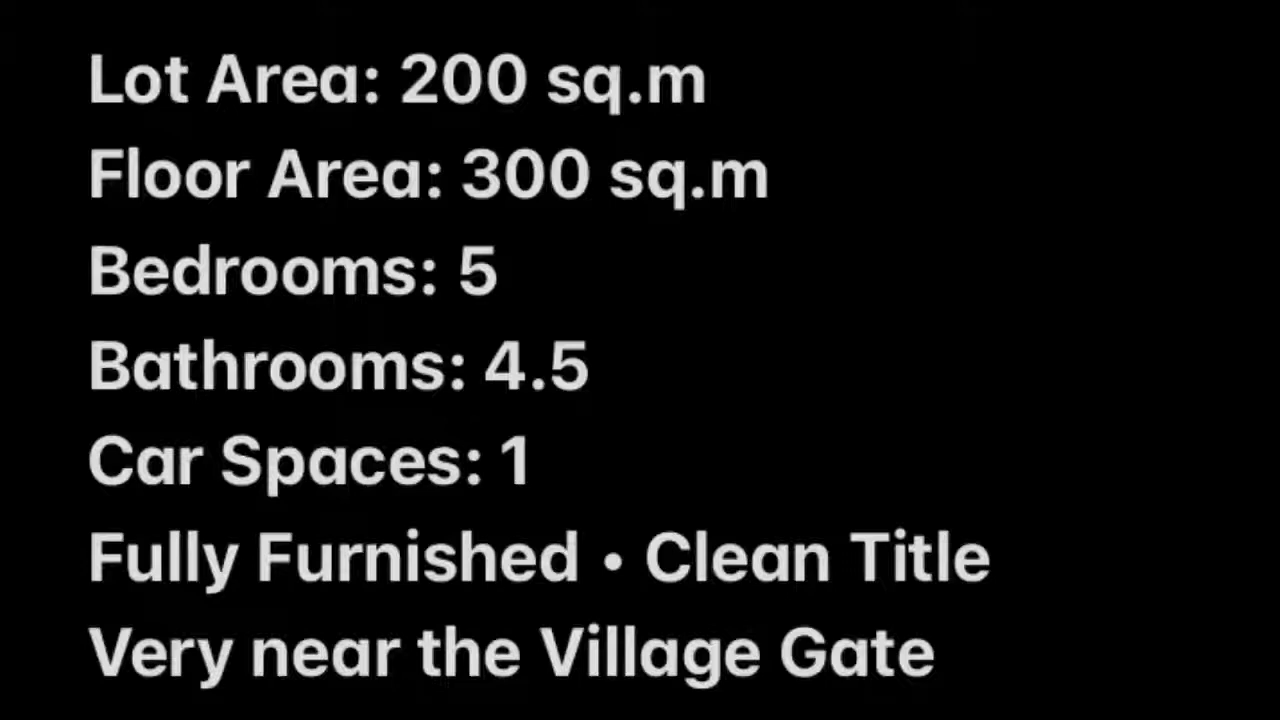 Lot Area: 200 sq.m
Floor Area: 300 sq.m
Bedrooms: 5
Bathrooms: 4.5
Car Spaces: 1
Fully Furnished • Clean Title
Very near the Village Gate